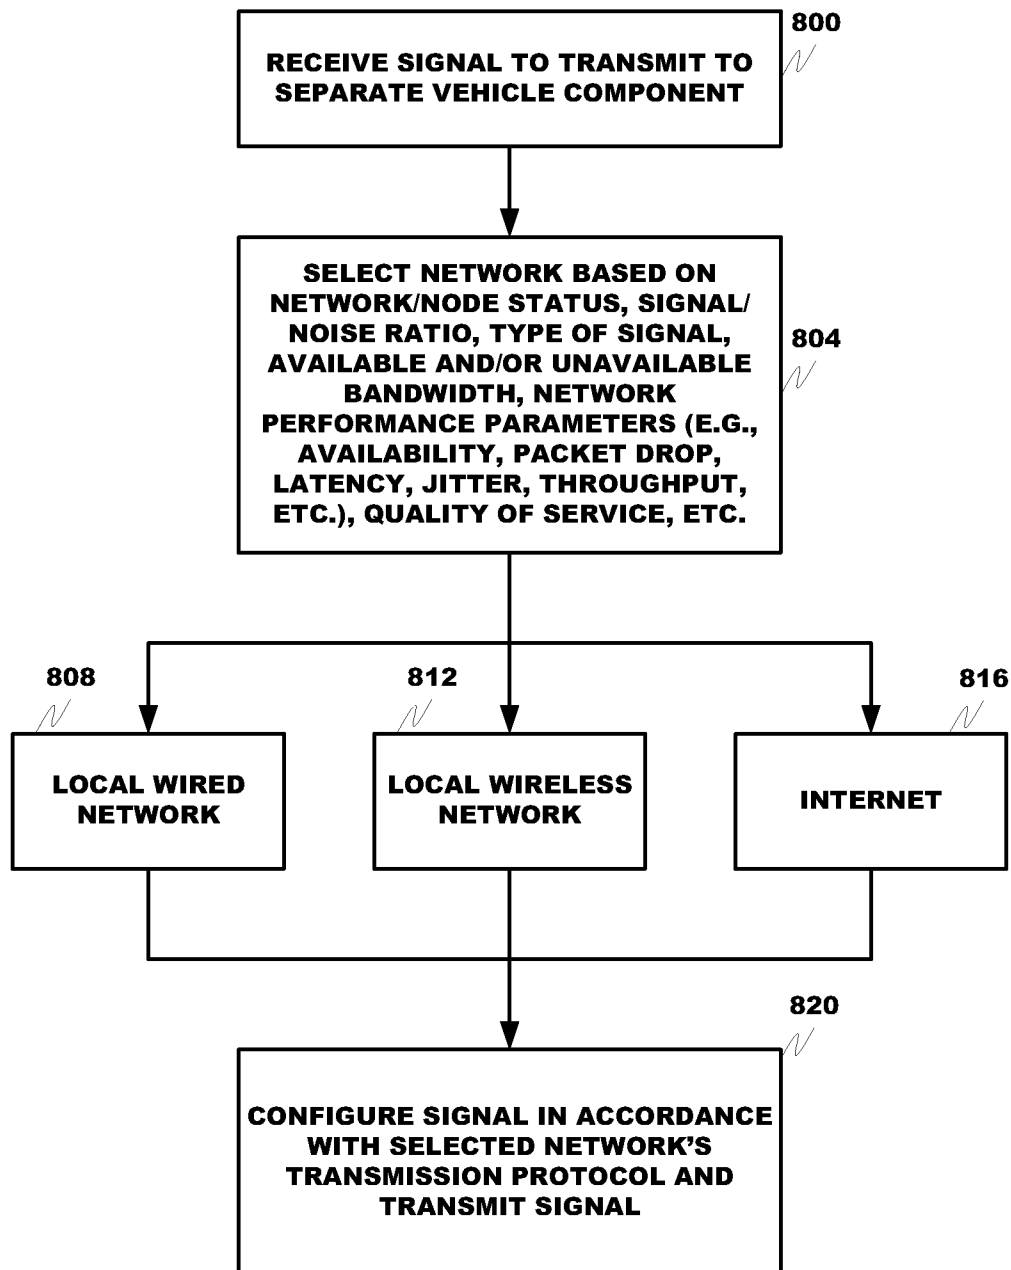 800
RECEIVE SIGNAL TO TRANSMIT TO
SEPARATE VEHICLE COMPONENT
SELECT NETWORK BASED ON
NETWORK/NODE STATUS, SIGNAL/
NOISE RATIO, TYPE OF SIGNAL,
AVAILABLE AND/OR UNAVAILABLE
BANDWIDTH, NETWORK
PERFORMANCE PARAMETERS (E.G.,
AVAILABILITY, PACKET DROP,
LATENCY, JITTER, THROUGHPUT,
ETC.), QUALITY OF SERVICE, ETC.
804
808
812
816
LOCAL WIRED
NETWORK
LOCAL WIRELESS
NETWORK
INTERNET
820
CONFIGURE SIGNAL IN ACCORDANCE
WITH SELECTED NETWORK’S
TRANSMISSION PROTOCOL AND
TRANSMIT SIGNAL